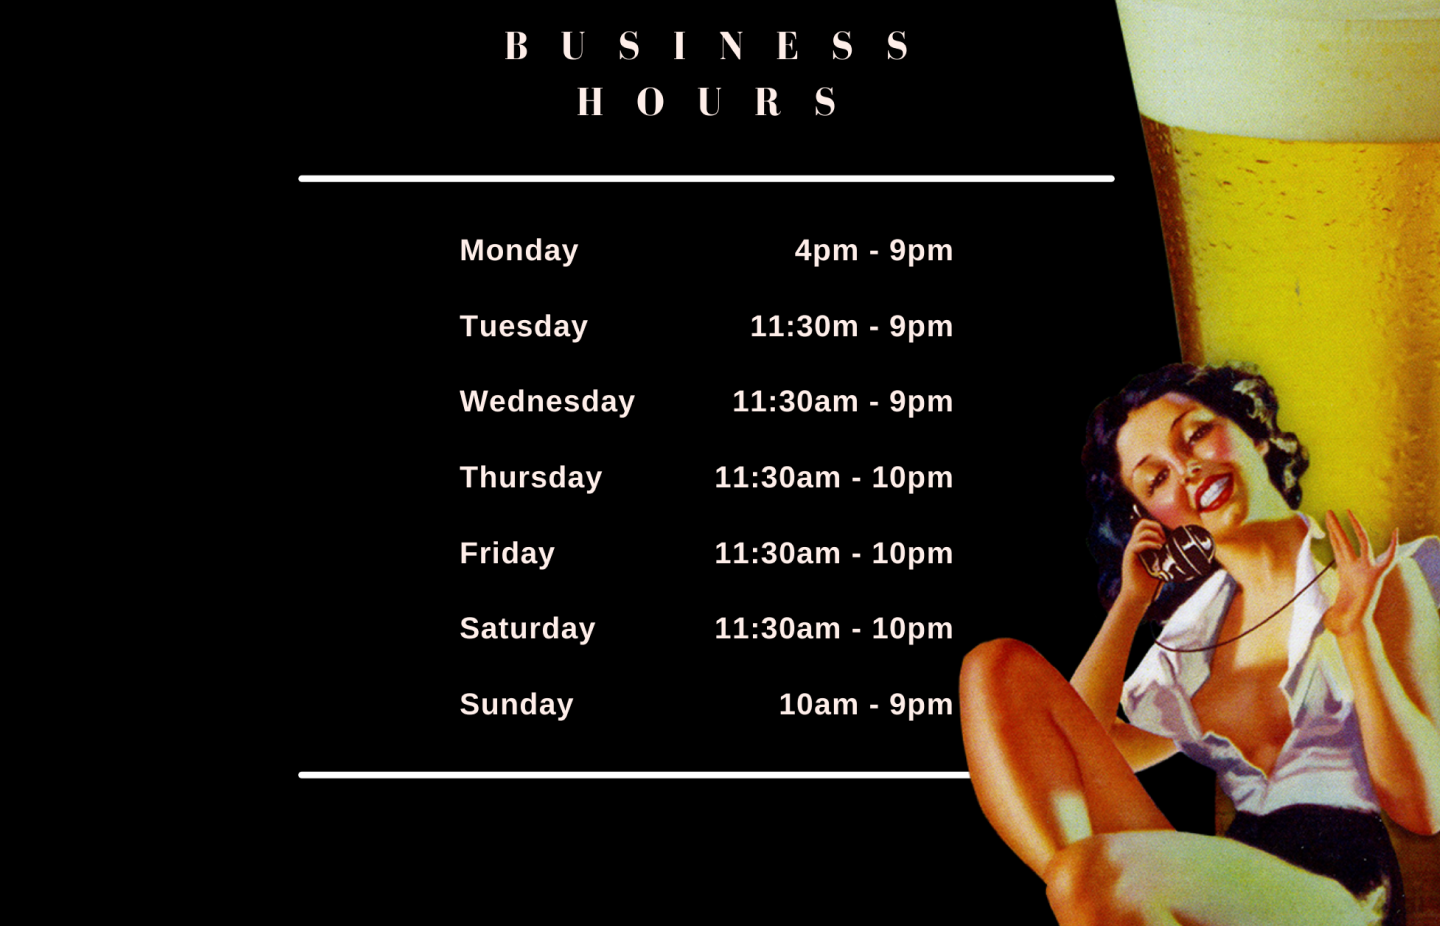 BUSINESS
HOURS
Monday 4pm - 9pm
Tuesday 11:30m - 9pm
Wednesday 11:30am - 9pm
Thursday 11:30am - 10pm
Friday 11:30am - 10pm
Saturday 11:30am - 10pm
Sunday 10am - 9pm